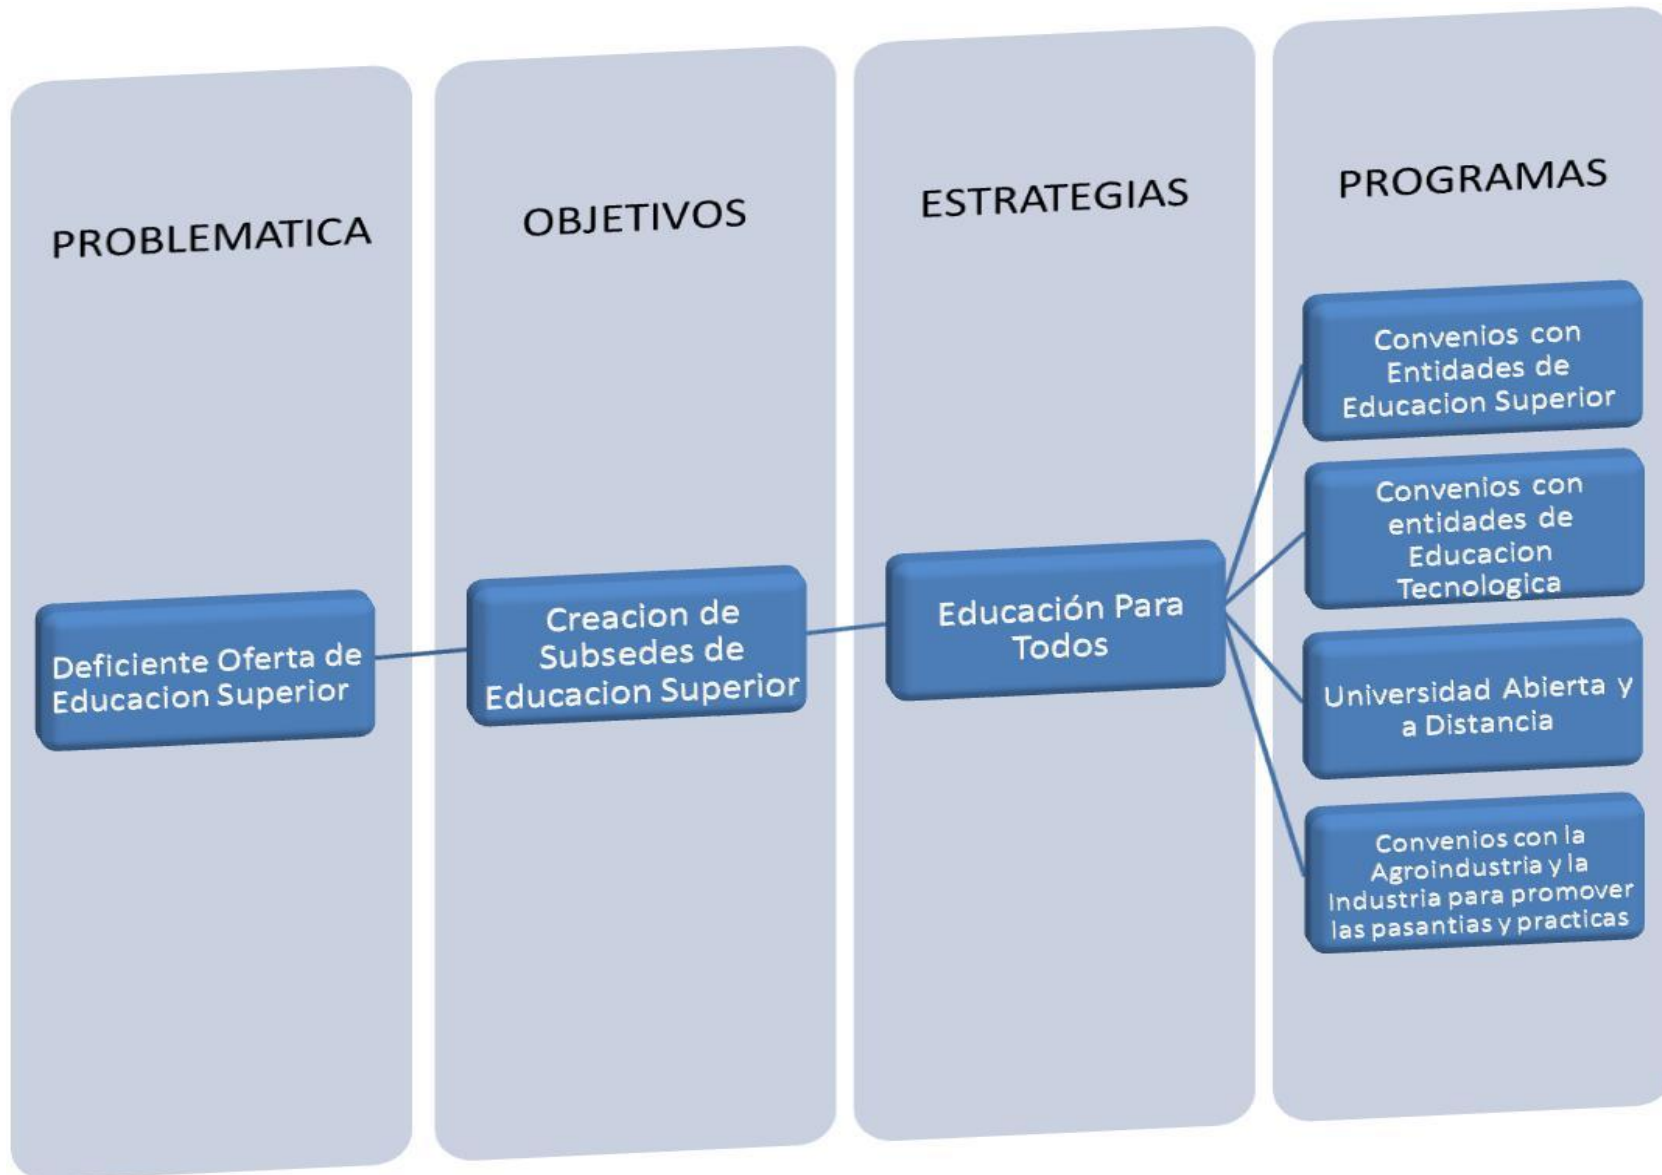 PROBLEMATICA
OBJETIVOS
ESTRATEGIAS
PROGRAMAS
Deficiente Oferta de
Educacion Superior
Creacion de
Subsedes de
Educacion Superior
Educación Para
Todos
Convenios con
Entidades de
Educacion Superior
Convenios con
entidades de
Educacion
Tecnologica
Universidad Abierta y
a Distancia
Convenios con la
Agroindustria y la
Industria para promover
las pasantias y practicas